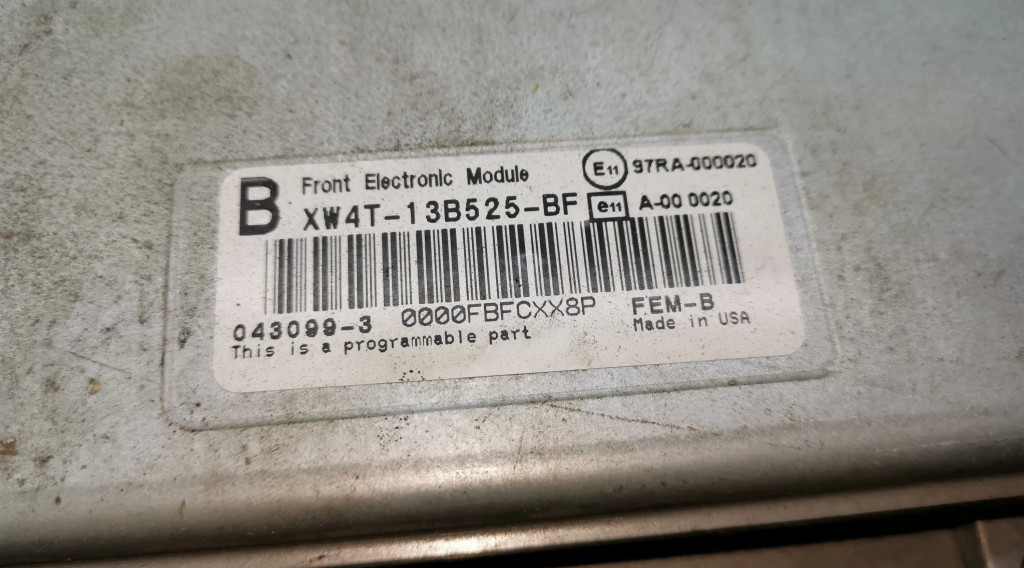 B Front Electronic Module E11 97RA-000020
XW4T-13B525-BF e11 A-00 0020
043099-3 0000FBFCXX8P FEM-B
This is a programmable part Made in USA